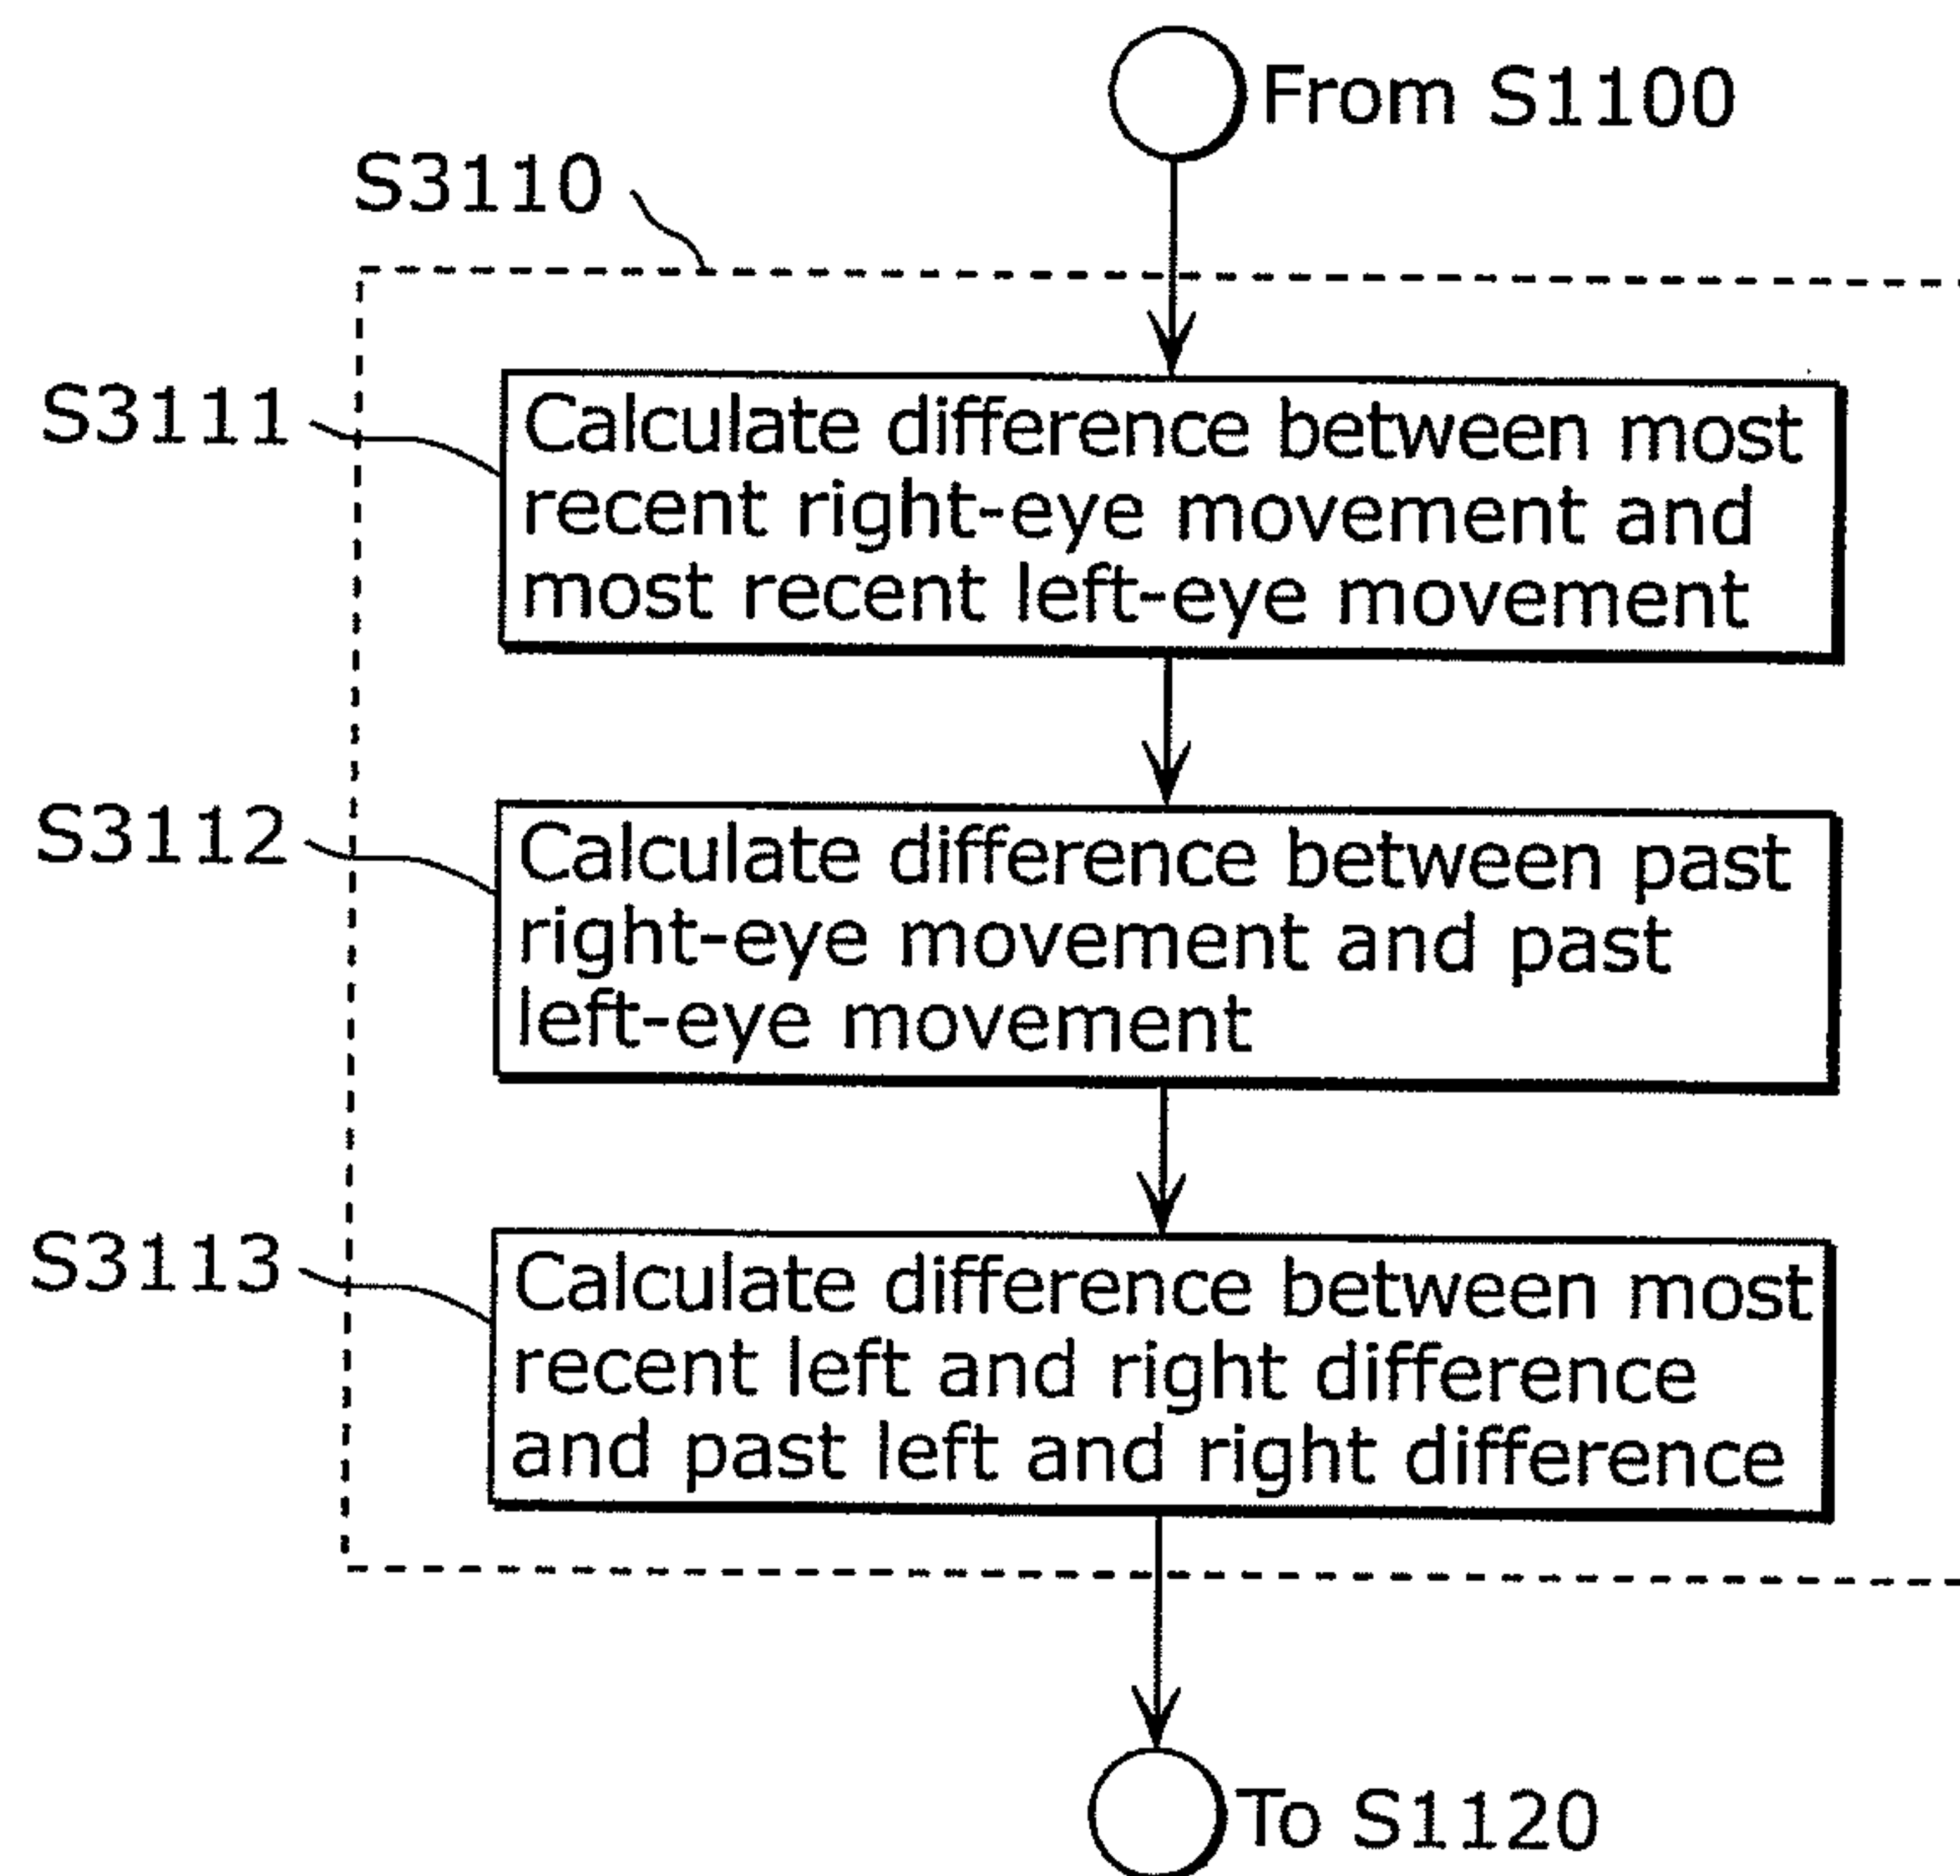 From S1100
S3110
S3111
Calculate difference between most
recent right-eye movement and
most recent left-eye movement
S3112
Calculate difference between past
right-eye movement and past
left-eye movement
S3113
Calculate difference between most
recent left and right difference
and past left and right difference
To S1120